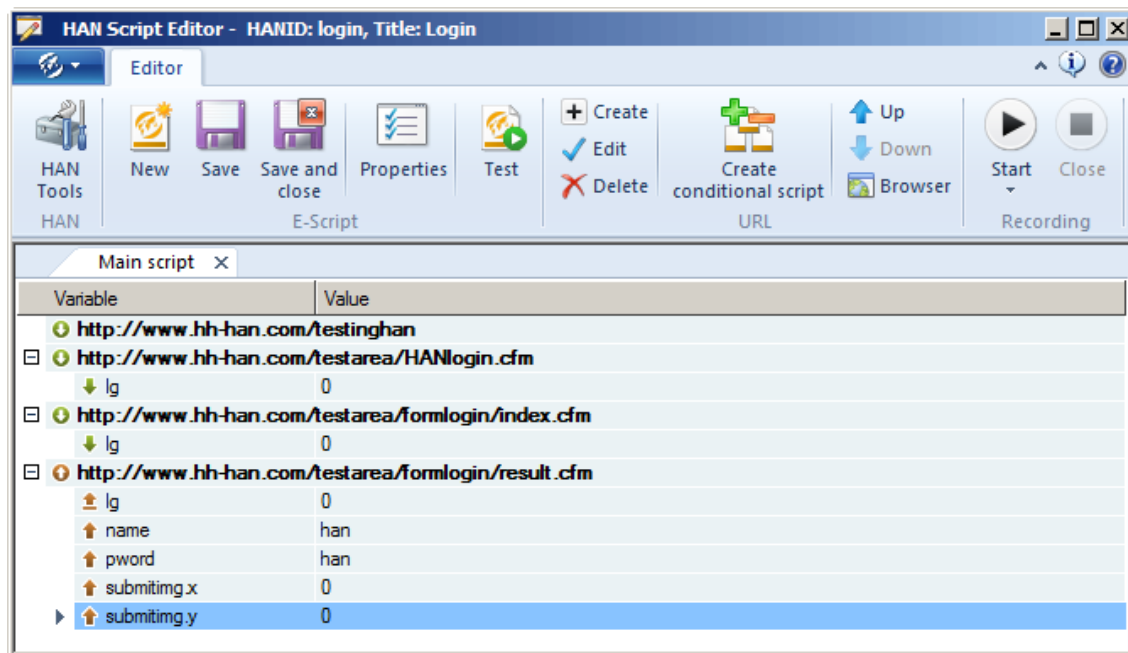 HAN Script Editor - HANID: login, Title: Login
Editor
HAN Tools
New
Save
Save and close
Properties
Test
Create
Edit
Delete
Create conditional script
Up
Down
Browser
Start
Close
HAN
E-Script
URL
Recording
Main script
Variable Value
http://www.hh-han.com/testinghan
http://www.hh-han.com/testarea/HANlogin.cfm
lg 0
http://www.hh-han.com/testarea/formlogin/index.cfm
lg 0
http://www.hh-han.com/testarea/formlogin/result.cfm
lg 0
name han
pword han
submitimg.x 0
submitimg.y 0